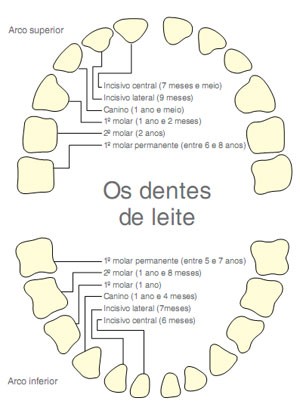 Arco superior
Incisivo central (7 meses e meio)
Incisivo lateral (9 meses)
Canino (1 ano e meio)
1º molar (1 ano e 2 meses)
2º molar (2 anos)
1º molar permanente (entre 6 e 8 anos)
Os dentes
de leite
1º molar permanente (entre 5 e 7 anos)
2º molar (1 ano e 8 meses)
1º molar (1 ano)
Canino (1 ano e 4 meses)
Incisivo lateral (7meses)
Incisivo central (6 meses)
Arco inferior